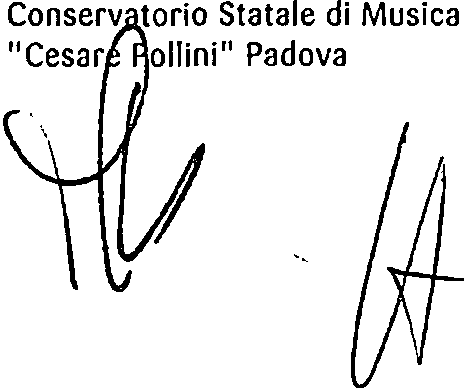 Conservatorio Statale di Musica
"Cesare Pollini" Padova